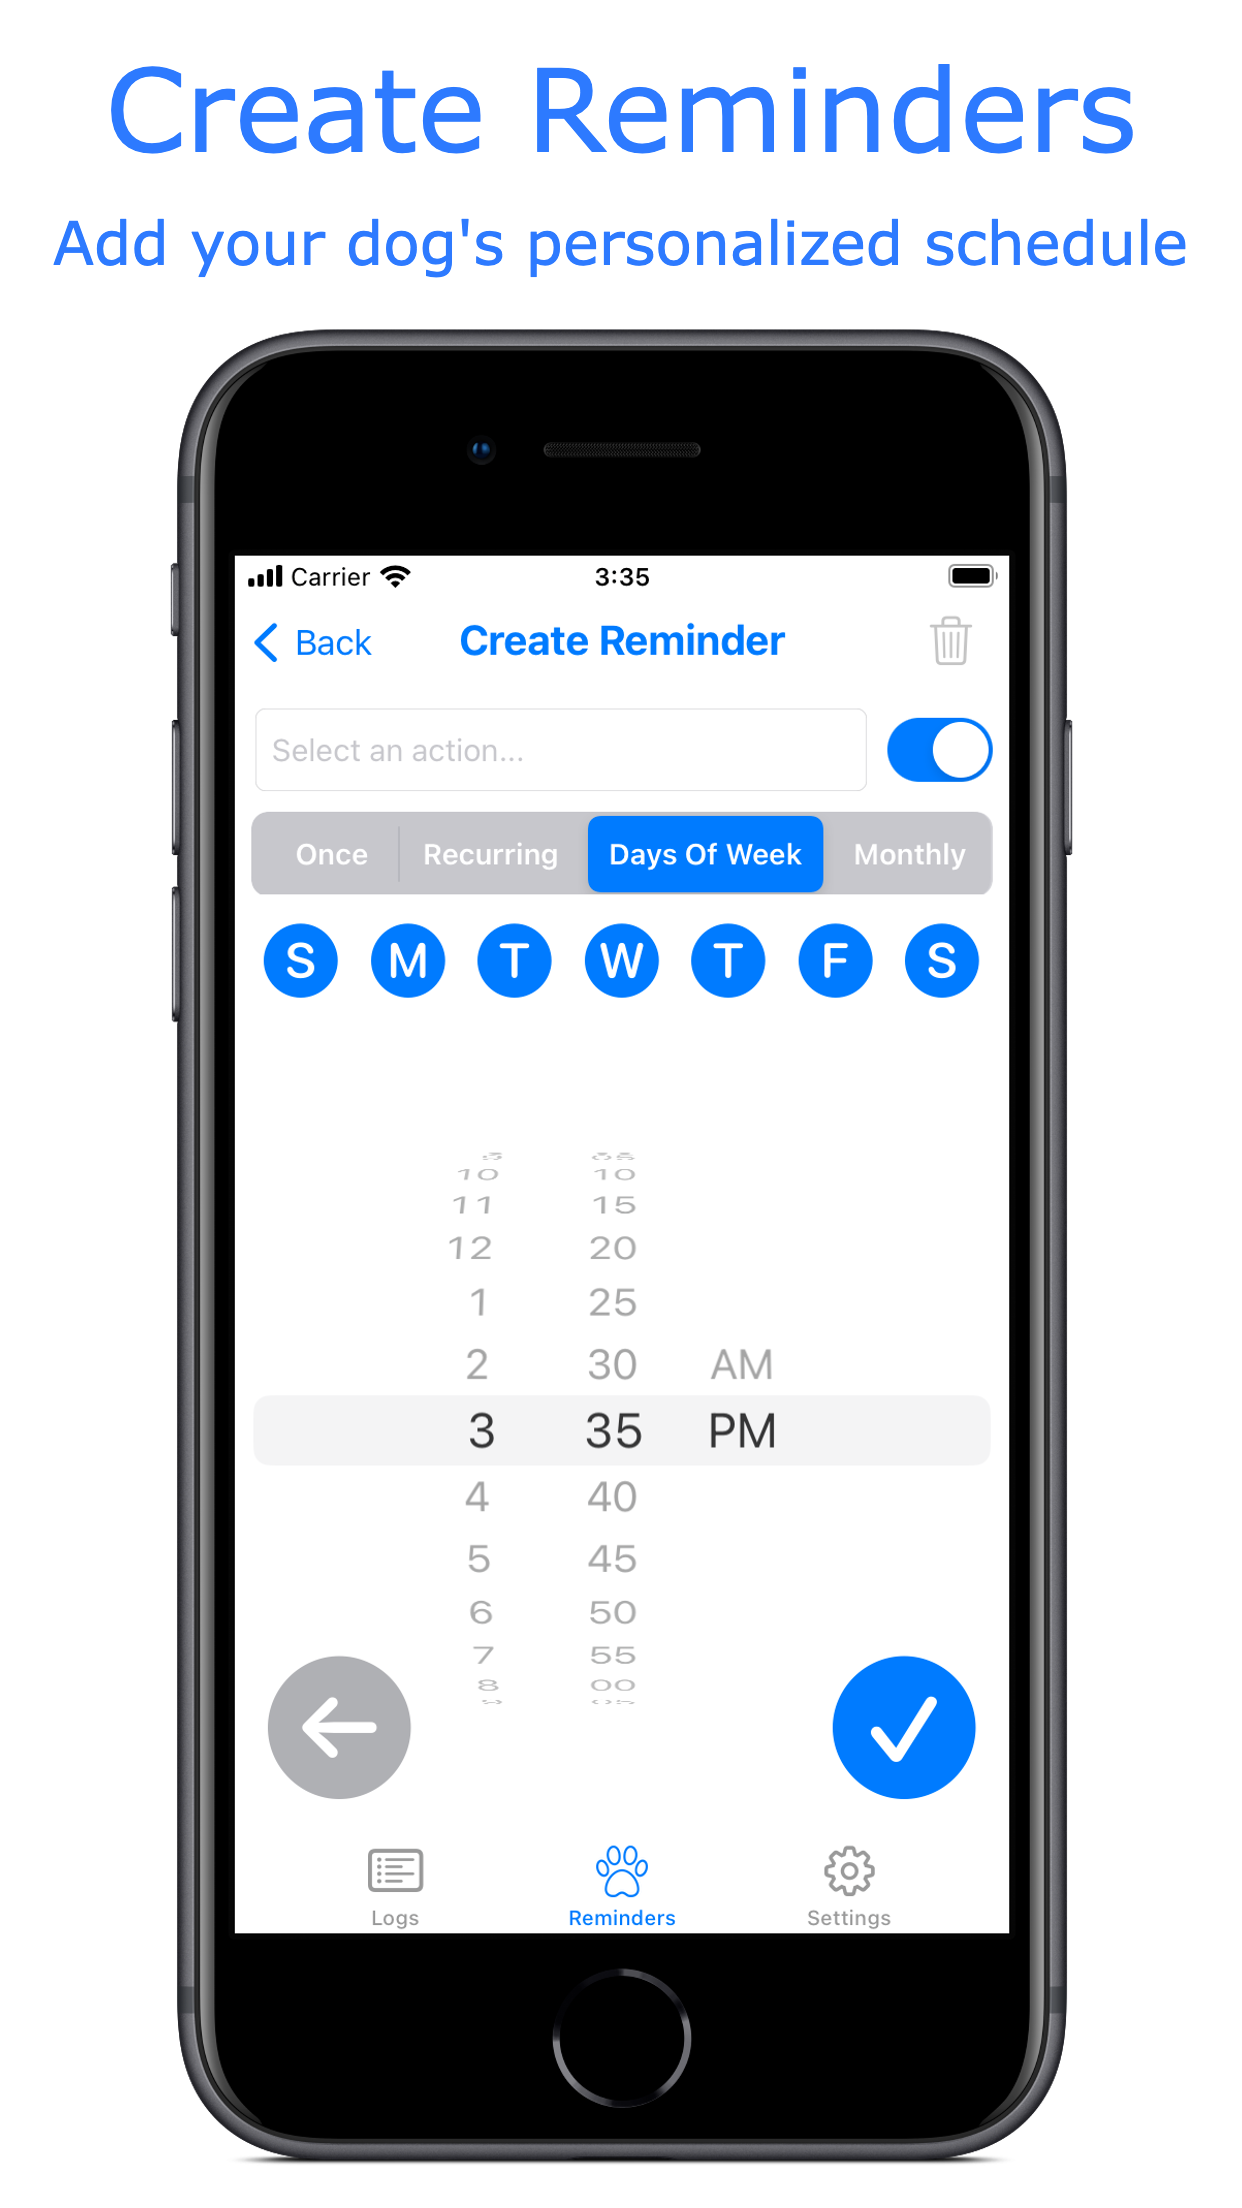 Create Reminders
Add your dog's personalized schedule
Carrier 3:35
Back Create Reminder
Select an action...
Once Recurring Days Of Week Monthly
S M T W T F S
10 10
11 15
12 20
1 25
2 30 AM
3 35 PM
4 40
5 45
6 50
7 55
8 00
Logs Reminders Settings